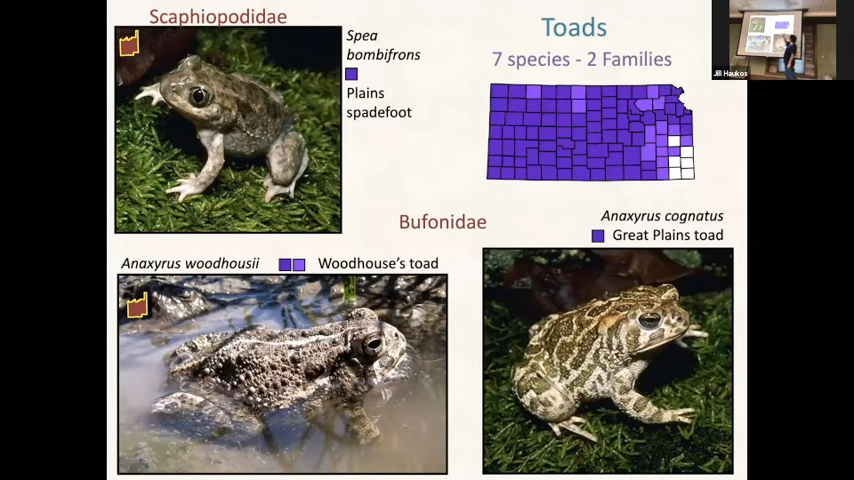 Scaphiopodidae
Spea
bombifrons
Plains
spadefoot
Toads
7 species - 2 Families
Jill Haukos
Bufonidae
Anaxyrus cognatus
Great Plains toad
Anaxyrus woodhousii
Woodhouse's toad